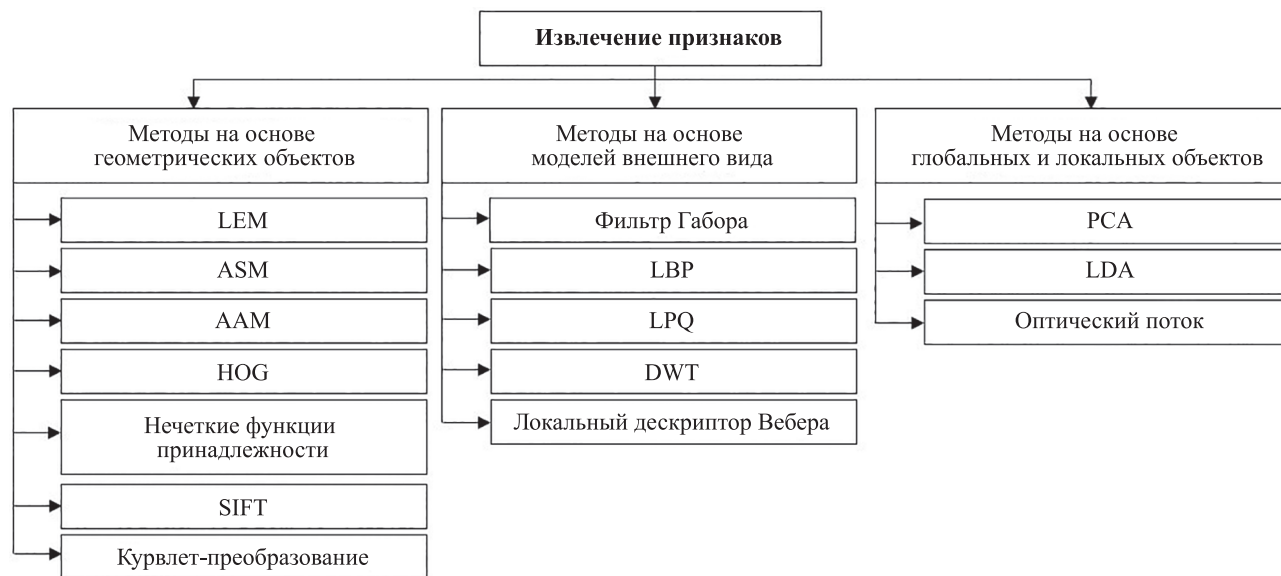 Извлечение признаков
Методы на основе
геометрических объектов
LEM
ASM
AAM
HOG
Нечеткие функции
принадлежности
SIFT
Курвлет-преобразование
Методы на основе
моделей внешнего вида
Фильтр Габора
LBP
LPQ
DWT
Локальный дескриптор Вебера
Методы на основе
глобальных и локальных объектов
PCA
LDA
Оптический поток